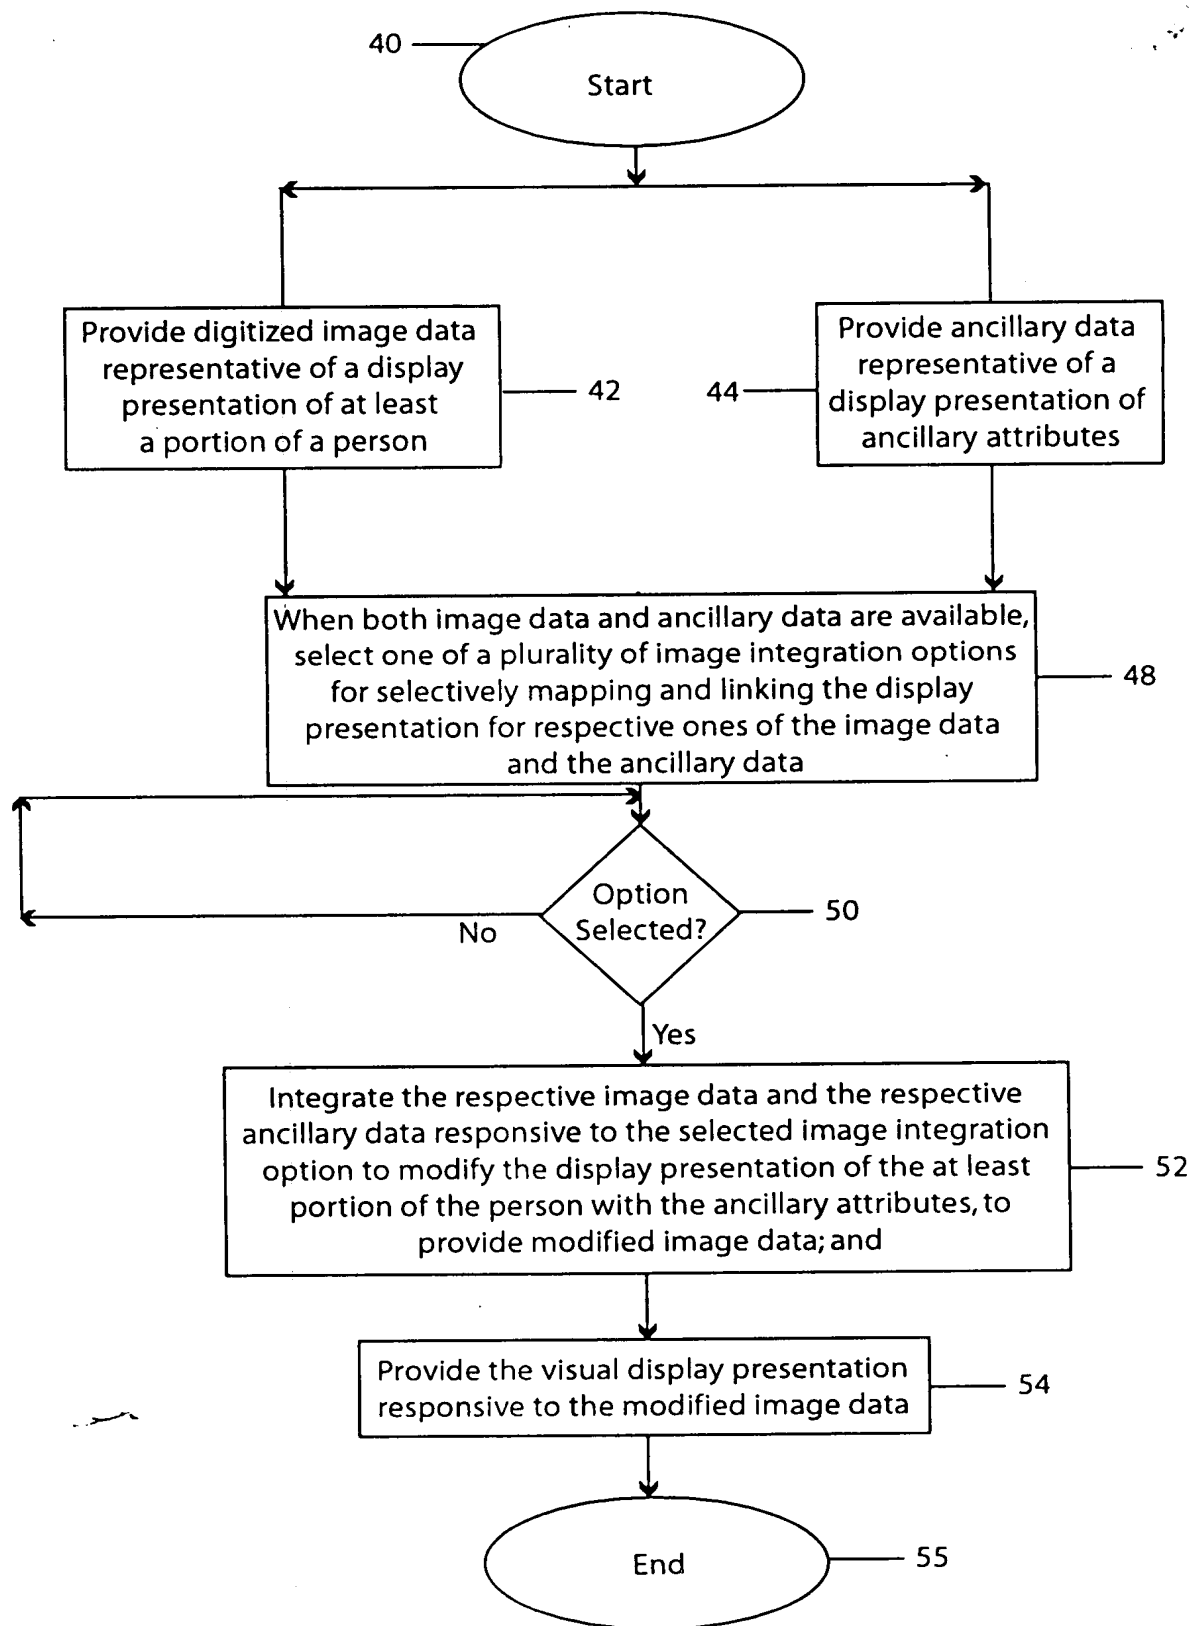 40
Start
Provide digitized image data
representative of a display
presentation of at least
a portion of a person
42
44
Provide ancillary data
representative of a
display presentation of
ancillary attributes
When both image data and ancillary data are available,
select one of a plurality of image integration options
for selectively mapping and linking the display
presentation for respective ones of the image data
and the ancillary data
48
Option
Selected?
50
No
Yes
Integrate the respective image data and the respective
ancillary data responsive to the selected image integration
option to modify the display presentation of the at least
portion of the person with the ancillary attributes, to
provide modified image data; and
52
Provide the visual display presentation
responsive to the modified image data
54
End
55